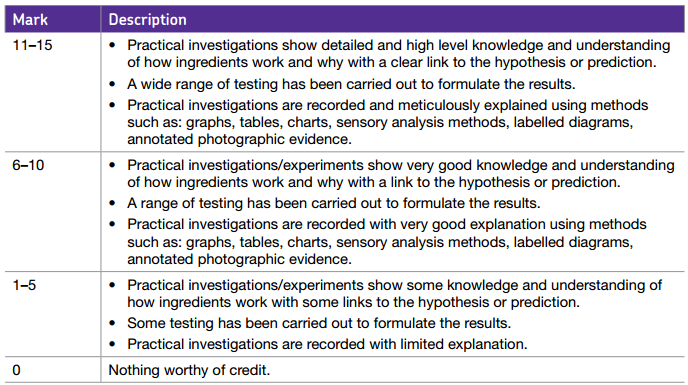 Mark Description
11–15 • Practical investigations show detailed and high level knowledge and understanding
of how ingredients work and why with a clear link to the hypothesis or prediction.
• A wide range of testing has been carried out to formulate the results.
• Practical investigations are recorded and meticulously explained using methods
such as: graphs, tables, charts, sensory analysis methods, labelled diagrams,
annotated photographic evidence.
6–10 • Practical investigations/experiments show very good knowledge and understanding
of how ingredients work and why with a link to the hypothesis or prediction.
• A range of testing has been carried out to formulate the results.
• Practical investigations are recorded with very good explanation using methods
such as: graphs, tables, charts, sensory analysis methods, labelled diagrams,
annotated photographic evidence.
1–5 • Practical investigations/experiments show some knowledge and understanding of
how ingredients work with some links to the hypothesis or prediction.
• Some testing has been carried out to formulate the results.
• Practical investigations are recorded with limited explanation.
0 Nothing worthy of credit.